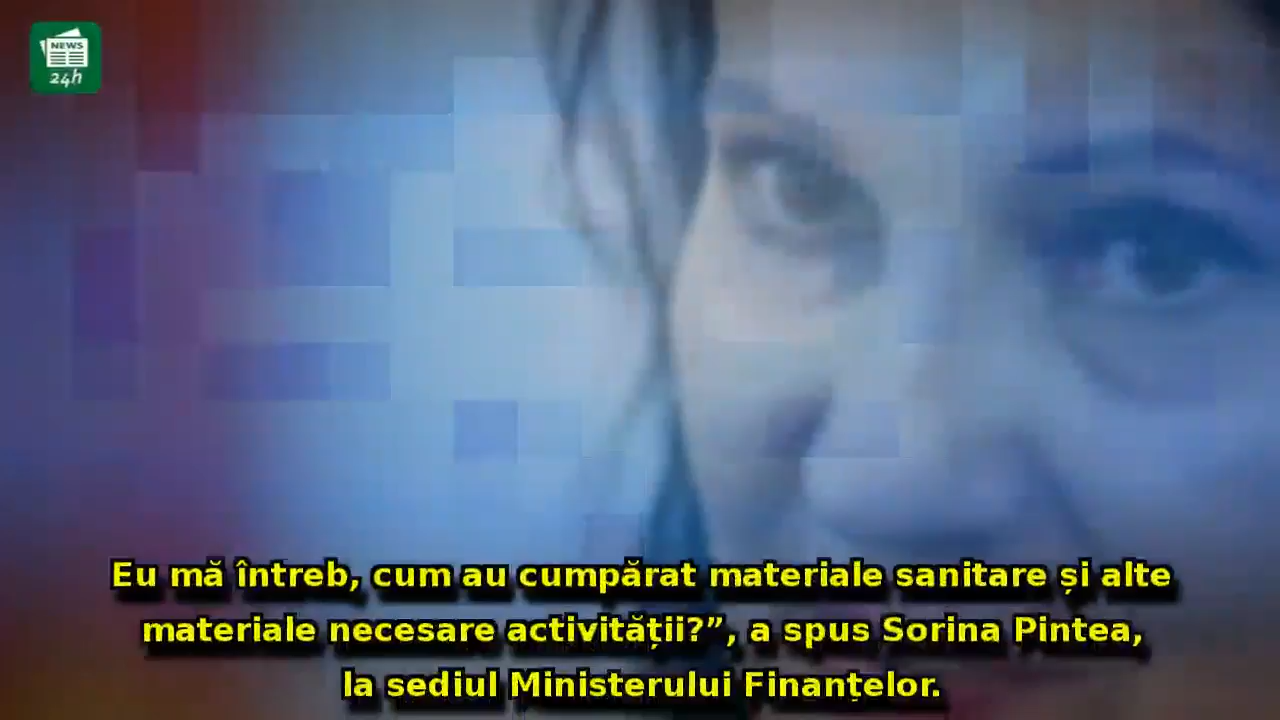 NEWS
24h
Eu mă întreb, cum au cumpărat materiale sanitare și alte
materiale necesare activității?”, a spus Sorina Pintea,
la sediul Ministerului Finanțelor.